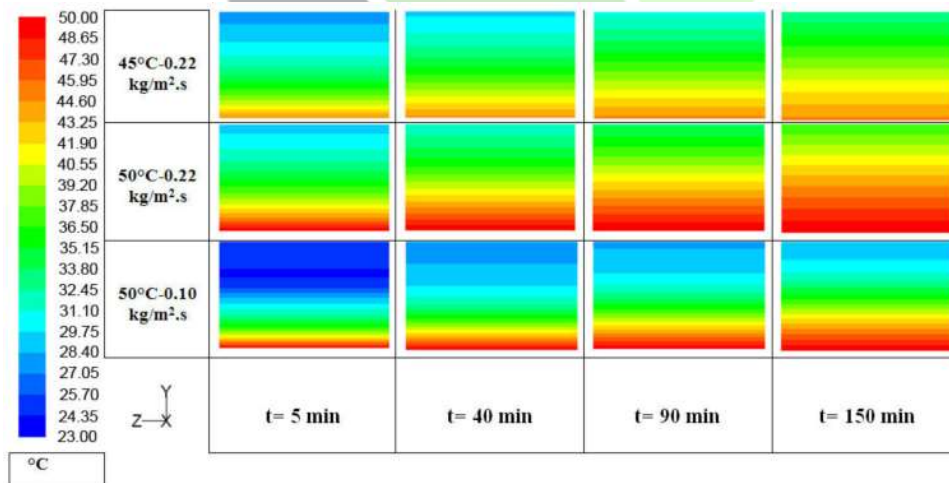 50.00
48.65
47.30
45.95
44.60
43.25
41.90
40.55
39.20
37.85
36.50
35.15
33.80
32.45
31.10
29.75
28.40
27.05
25.70
24.35
23.00
°C
45°C-0.22
kg/m².s
50°C-0.22
kg/m².s
50°C-0.10
kg/m².s
Y
Z X
t= 5 min
t= 40 min
t= 90 min
t= 150 min